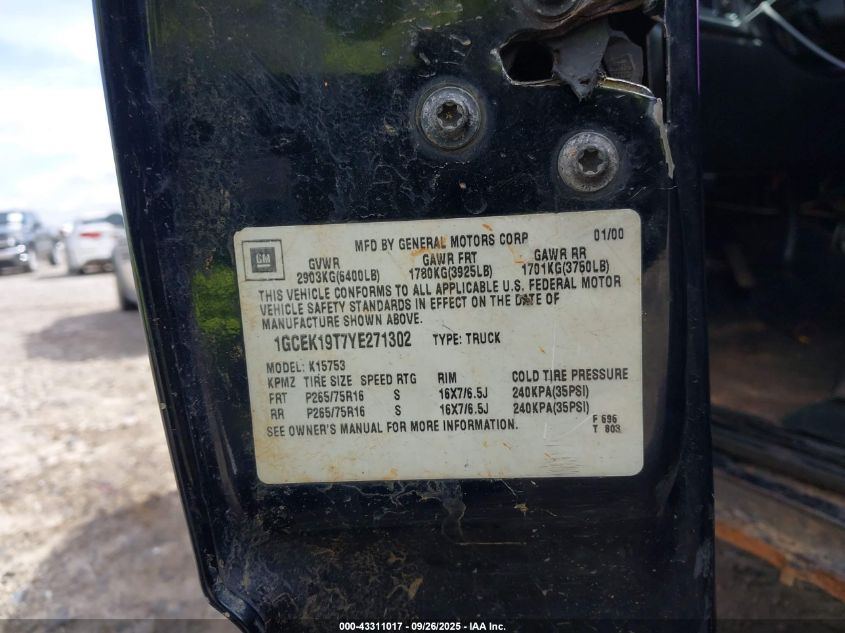 GM
MFD BY GENERAL MOTORS CORP 01/00
GVWR GAWR FRT GAWR RR
2903KG(6400LB) 1780KG(3925LB) 1701KG(3750LB)
THIS VEHICLE CONFORMS TO ALL APPLICABLE U.S. FEDERAL MOTOR
VEHICLE SAFETY STANDARDS IN EFFECT ON THE DATE OF
MANUFACTURE SHOWN ABOVE.
1GCEK19T7YE271302 TYPE: TRUCK
MODEL: K15753
KPMZ TIRE SIZE SPEED RTG RIM COLD TIRE PRESSURE
FRT P265/75R16 S 16X7/6.5J 240KPA(35PSI)
RR P265/75R16 S 16X7/6.5J 240KPA(35PSI)
SEE OWNER'S MANUAL FOR MORE INFORMATION.
F 696
T 803
000-43311017 - 09/26/2025 - IAA Inc.